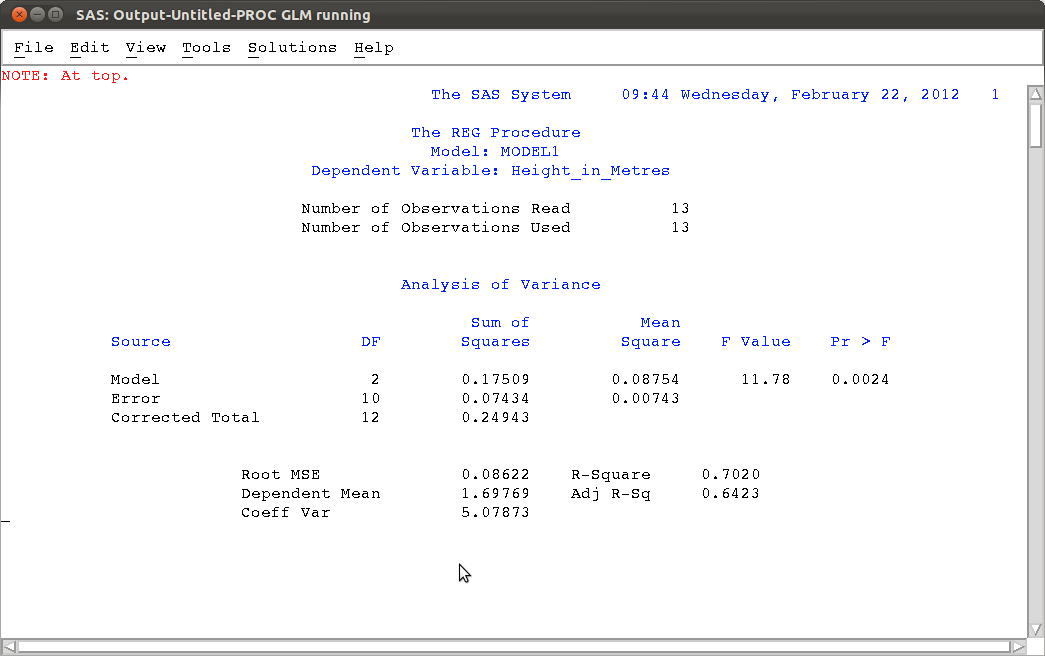 SAS: Output-Untitled-PROC GLM running
File Edit View Tools Solutions Help
NOTE: At top.
The SAS System 09:44 Wednesday, February 22, 2012 1
The REG Procedure
Model: MODEL1
Dependent Variable: Height_in_Metres
Number of Observations Read 13
Number of Observations Used 13
Analysis of Variance
Sum of Mean
Source DF Squares Square F Value Pr > F
Model 2 0.17509 0.08754 11.78 0.0024
Error 10 0.07434 0.00743
Corrected Total 12 0.24943
Root MSE 0.08622 R-Square 0.7020
Dependent Mean 1.69769 Adj R-Sq 0.6423
Coeff Var 5.07873